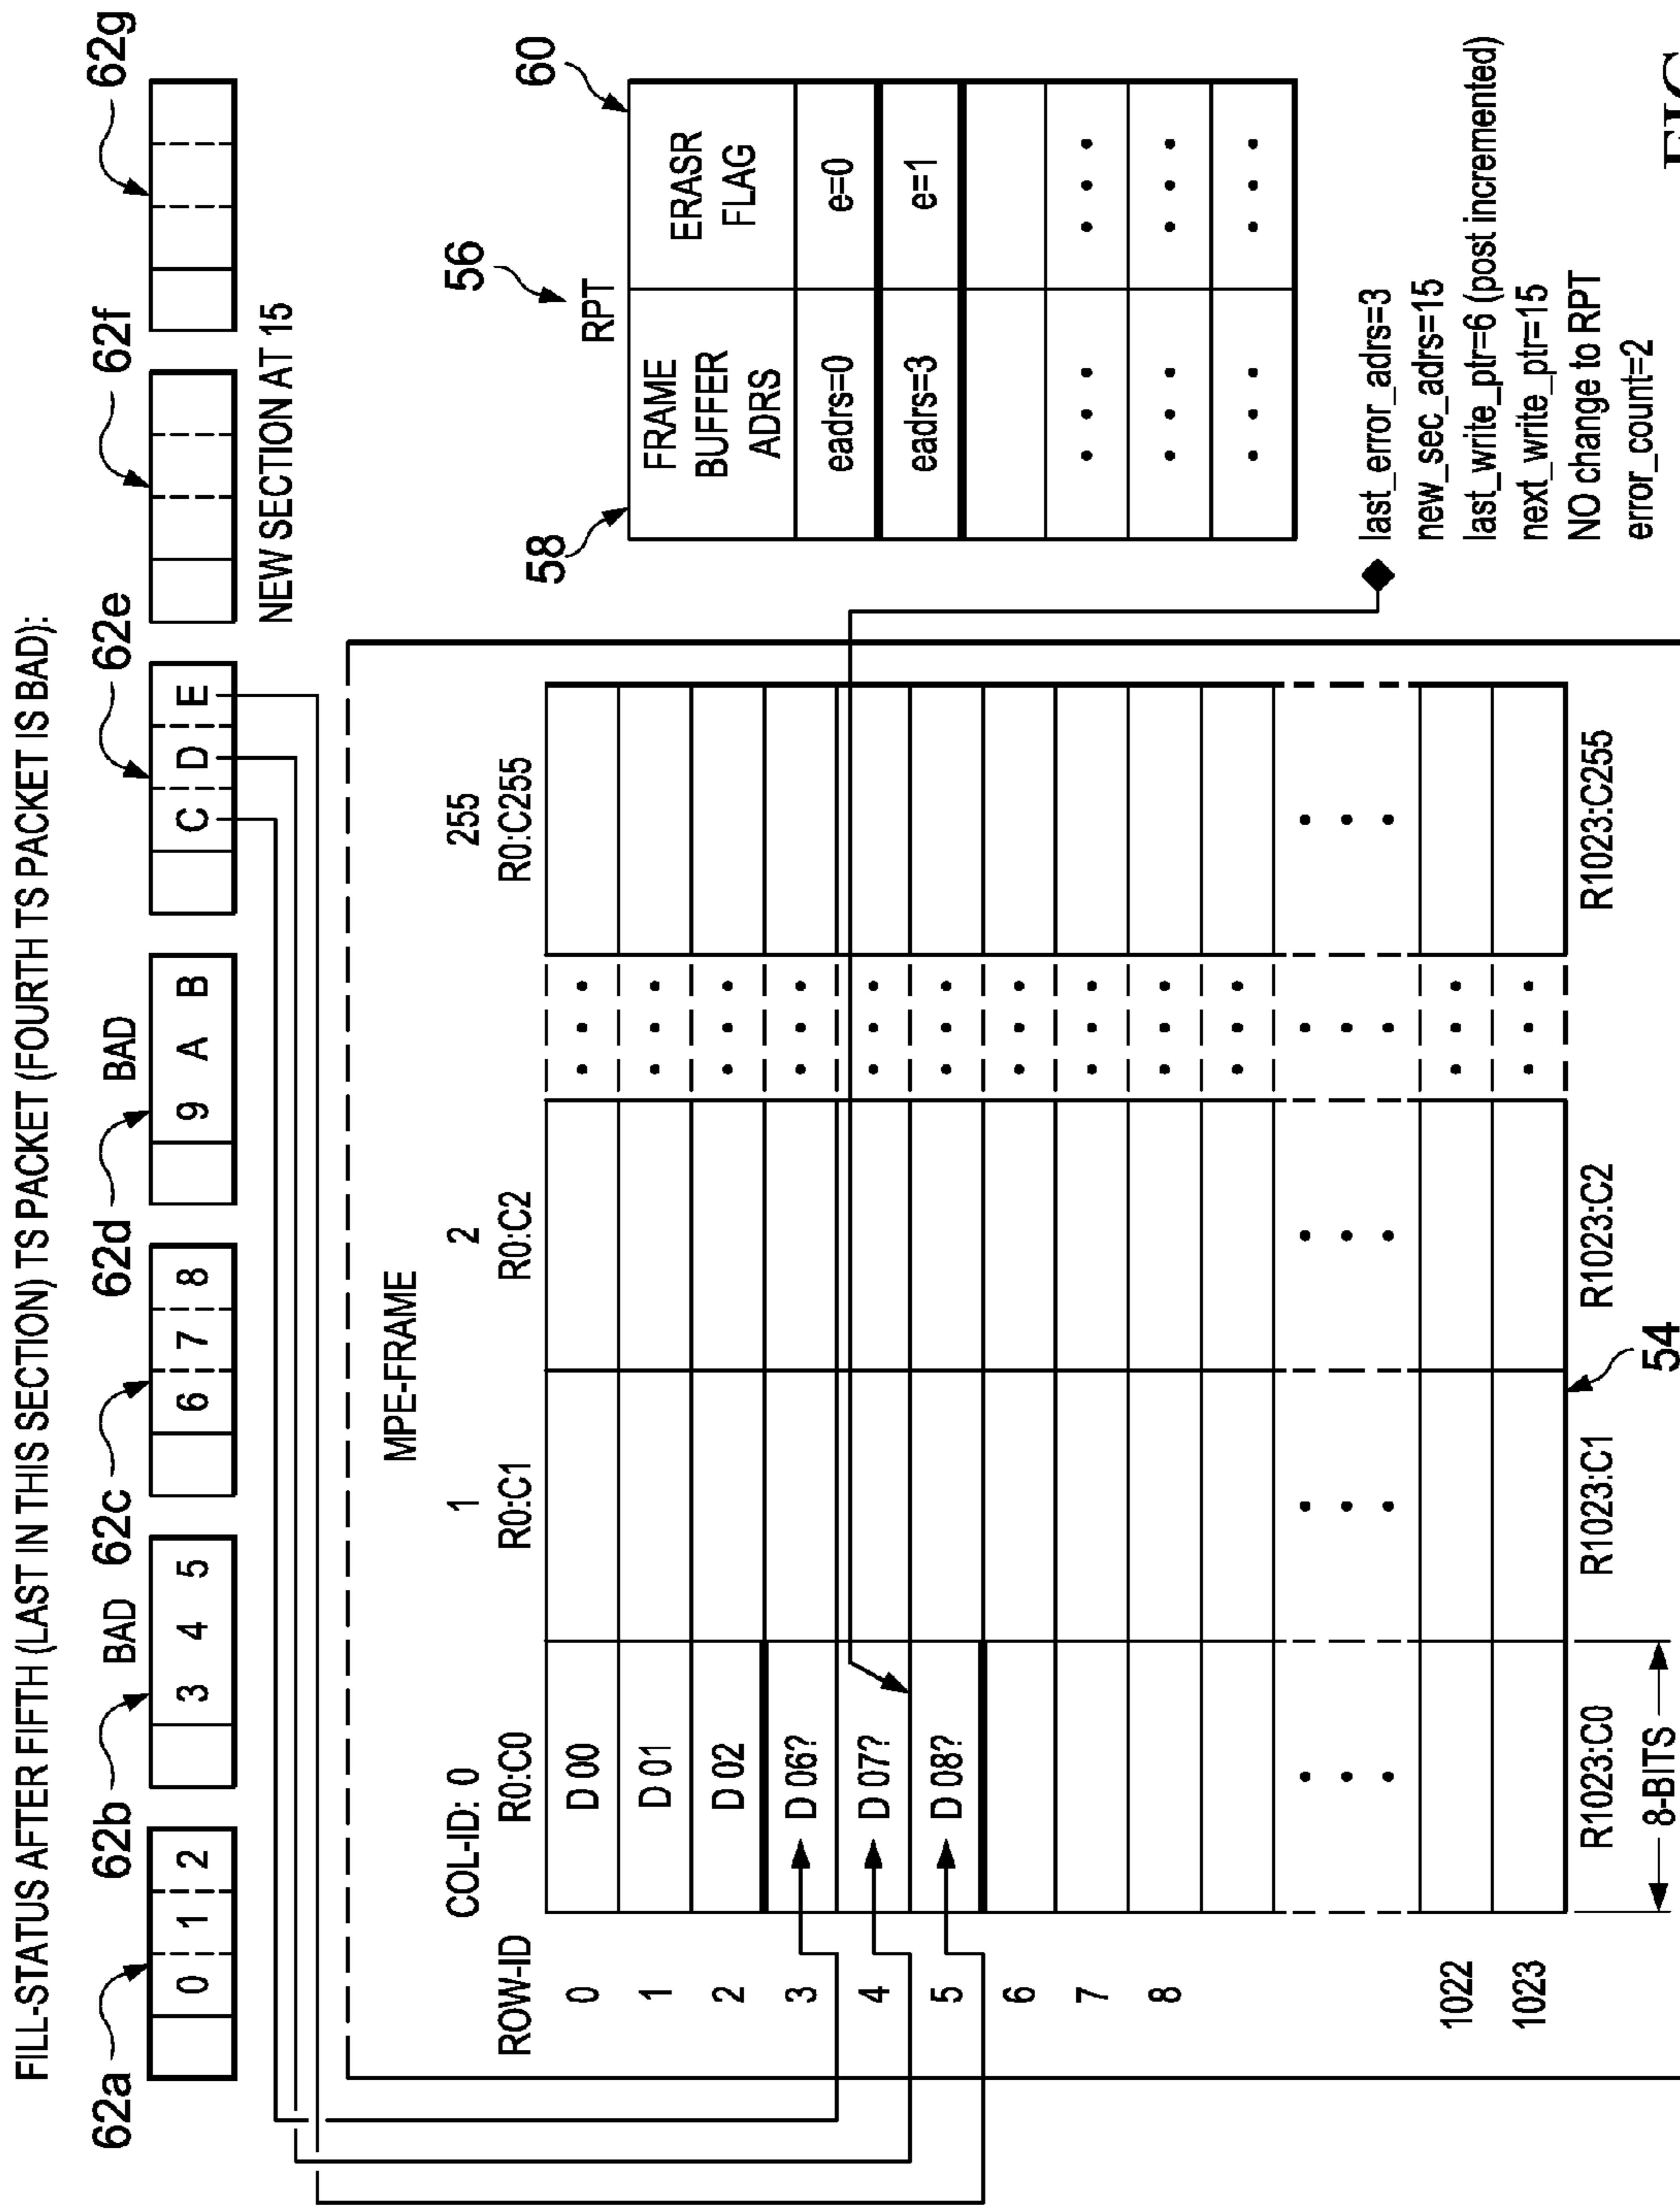 FILL-STATUS AFTER FIFTH (LAST IN THIS SECTION) TS PACKET (FOURTH TS PACKET IS BAD):
62a 62b BAD 62c 62d BAD 62e 62f 62g
0 1 2 3 4 5 6 7 8 9 A B C D E
NEW SECTION AT 15
MPE-FRAME
COL-ID: 0 1 2 255
ROW-ID R0:C0 R0:C1 R0:C2 R0:C255
0 D 00
1 D 01
2 D 02
3 D 06?
4 D 07?
5 D 08?
6
7
8
1022
1023
R1023:C0 R1023:C1 R1023:C2 R1023:C255
8-BITS
54
56
RPT
58 60
FRAME BUFFER ADRS
ERASR FLAG
eadrs=0 e=0
eadrs=3 e=1
last_error_adrs=3
new_sec_adrs=15
last_write_ptr=6 (post incremented)
next_write_ptr=15
NO change to RPT
error_count=2